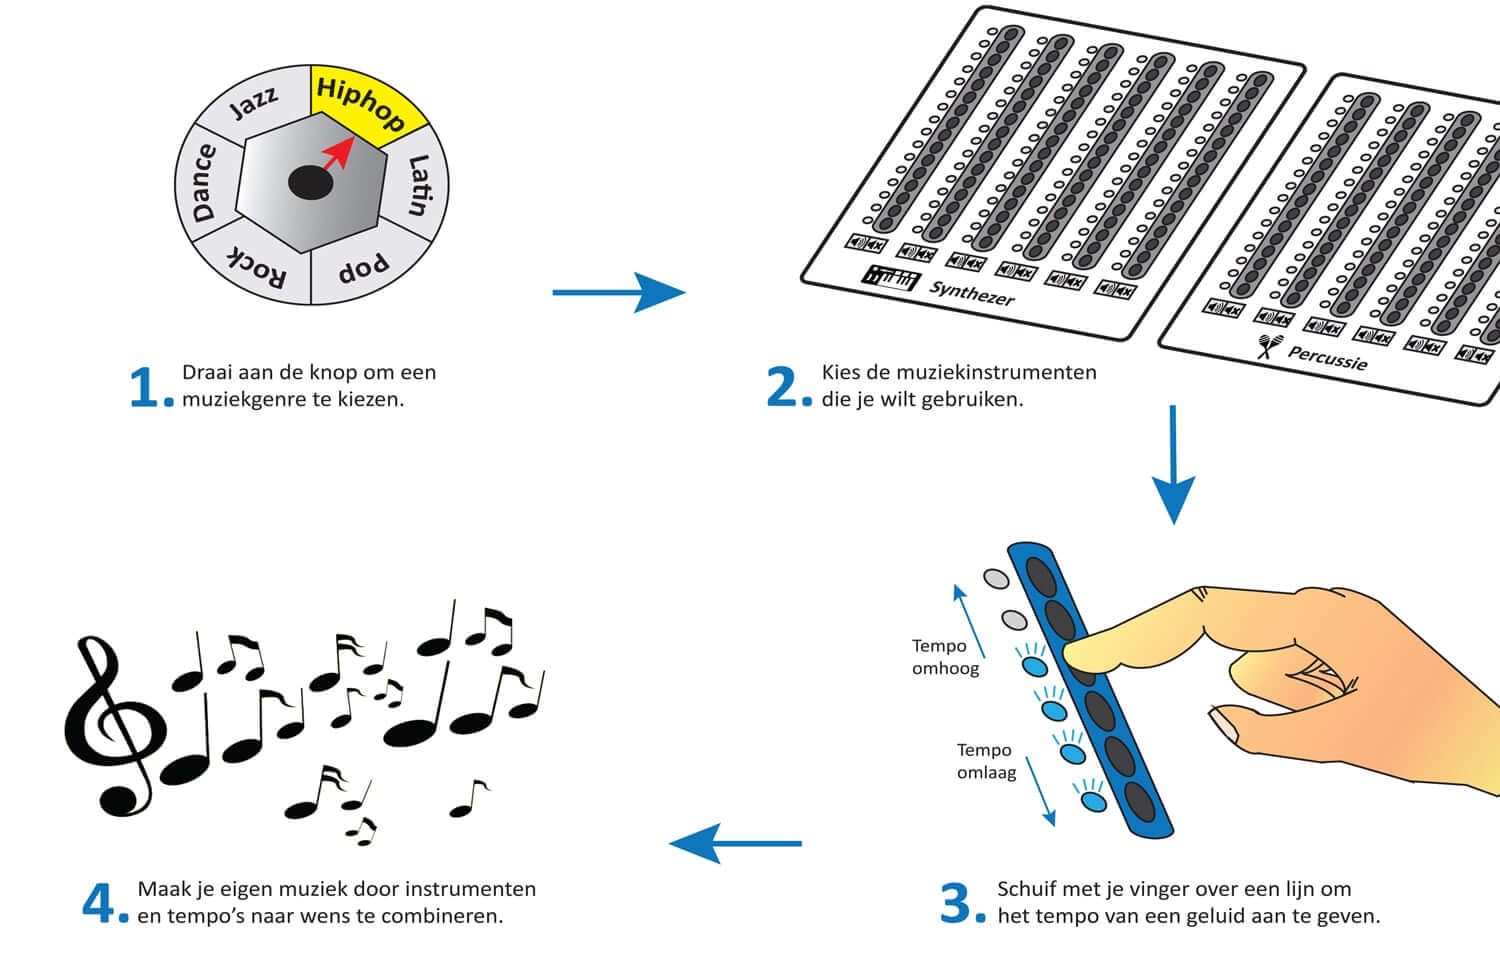 Jazz
Hiphop
Latin
Pop
Rock
Dance
1. Draai aan de knop om een
muziekgenre te kiezen.
Synthezer
Percussie
2. Kies de muziekinstrumenten
die je wilt gebruiken.
Tempo
omhoog
Tempo
omlaag
3. Schuif met je vinger over een lijn om
het tempo van een geluid aan te geven.
4. Maak je eigen muziek door instrumenten
en tempo's naar wens te combineren.